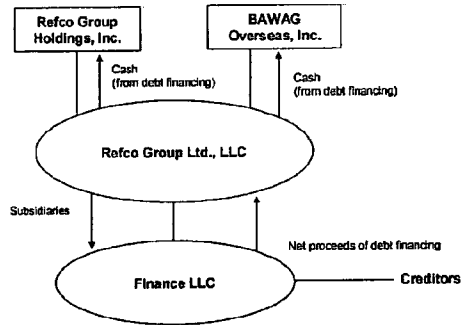 Refco Group
Holdings, Inc.
BAWAG
Overseas, Inc.
Cash
(from debt financing)
Cash
(from debt financing)
Refco Group Ltd., LLC
Subsidiaries
Net proceeds of debt financing
Finance LLC
Creditors